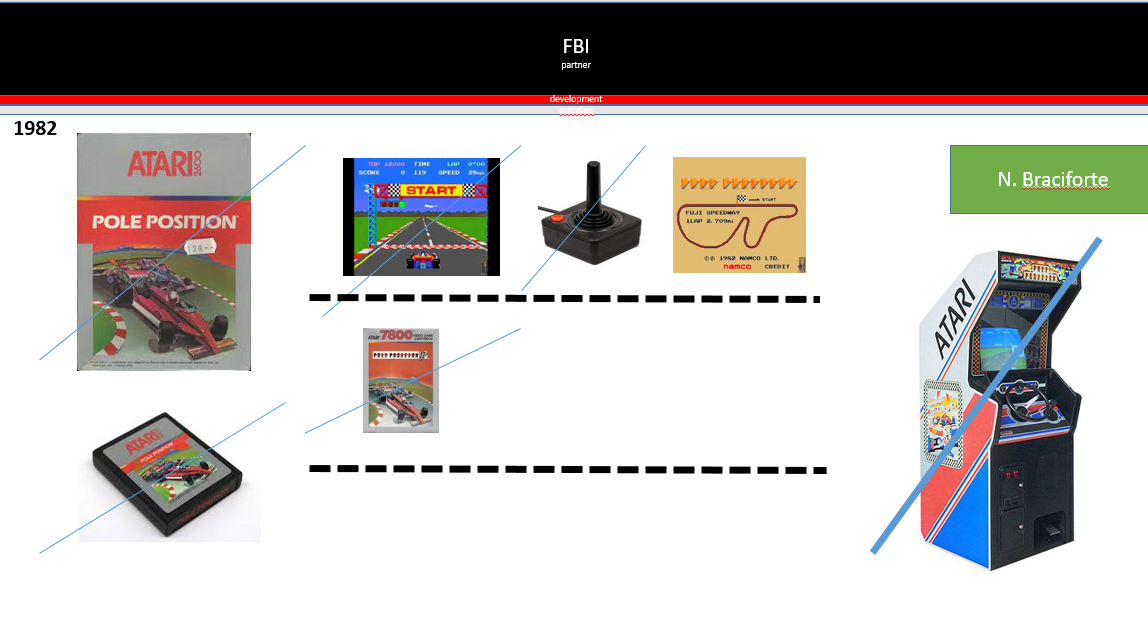 FBI
partner
development
1982
ATARI 2600
POLE POSITION
TOP 12000 TIME LAP 0"00
SCORE 0 119 SPEED 39mph
START
FUJI SPEEDWAY
1LAP 2.709mi
START
©® 1982 NAMCO LTD.
namco CREDIT
N. Braciforte
ATARI 7800
POLE POSITION II
ATARI
POLE POSITION
ATARI